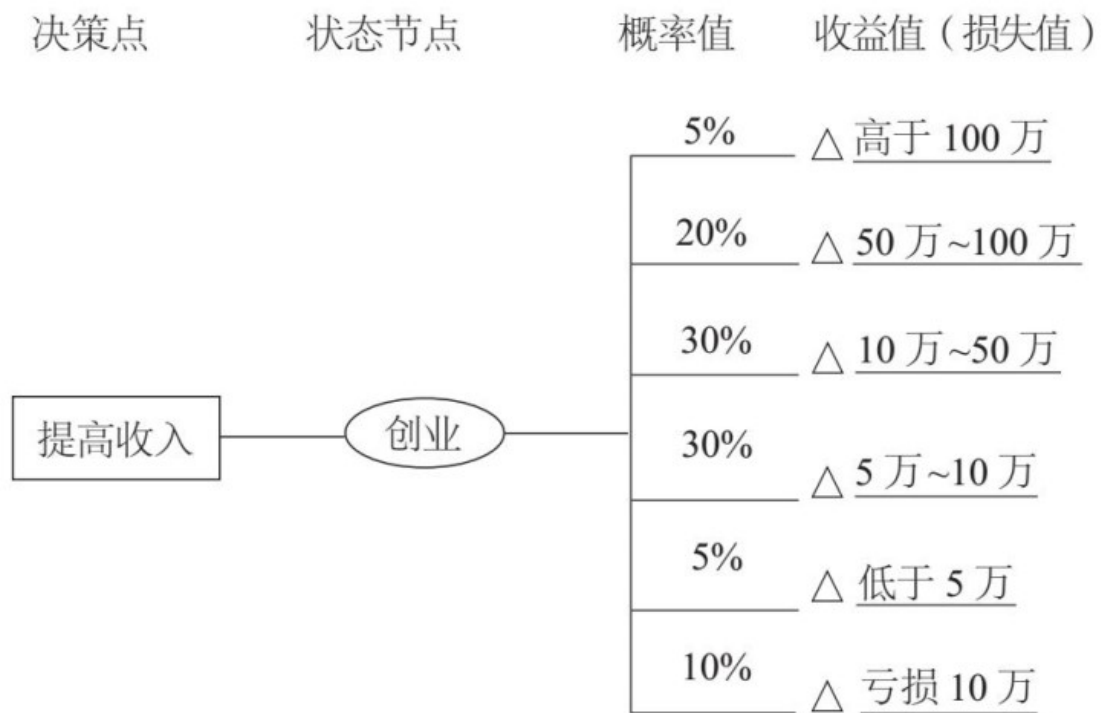 决策点 状态节点 概率值 收益值（损失值）
5% △ 高于 100 万
20% △ 50 万~100 万
30% △ 10 万~50 万
提高收入 创业
30% △ 5 万~10 万
5% △ 低于 5 万
10% △ 亏损 10 万